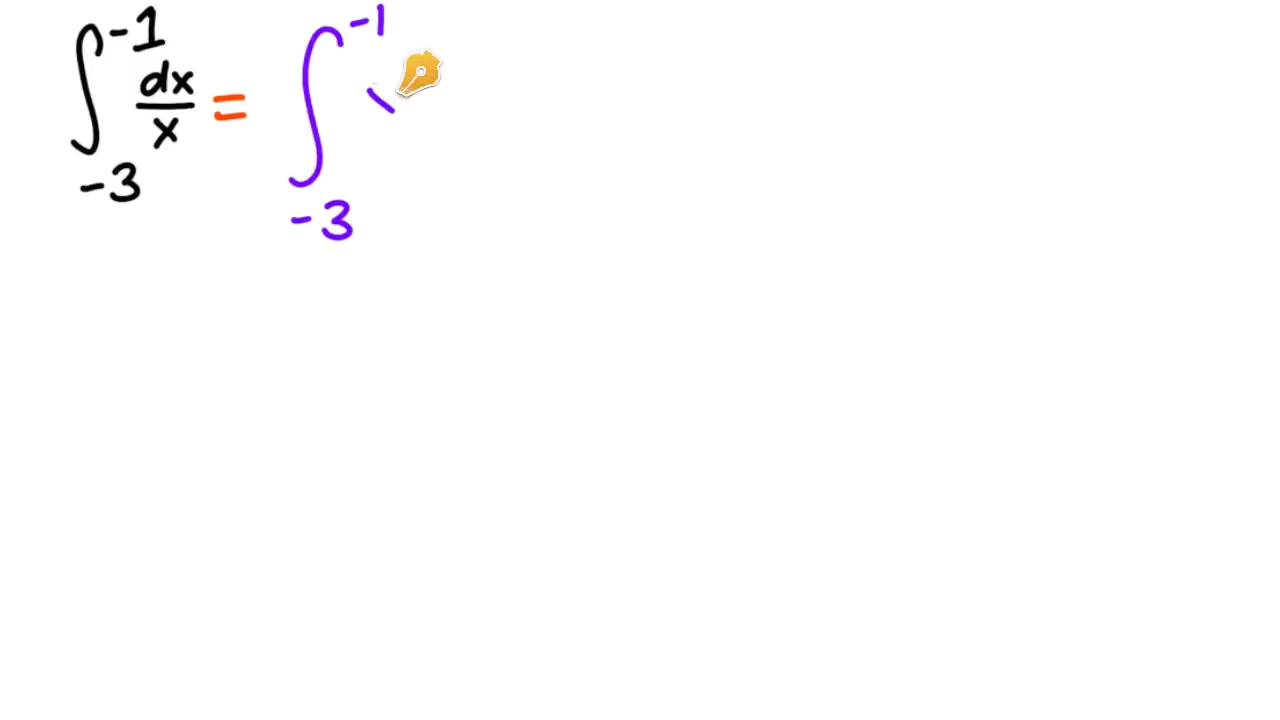 ∫_{-3}^{-1} dx/x = ∫_{-3}^{-1}